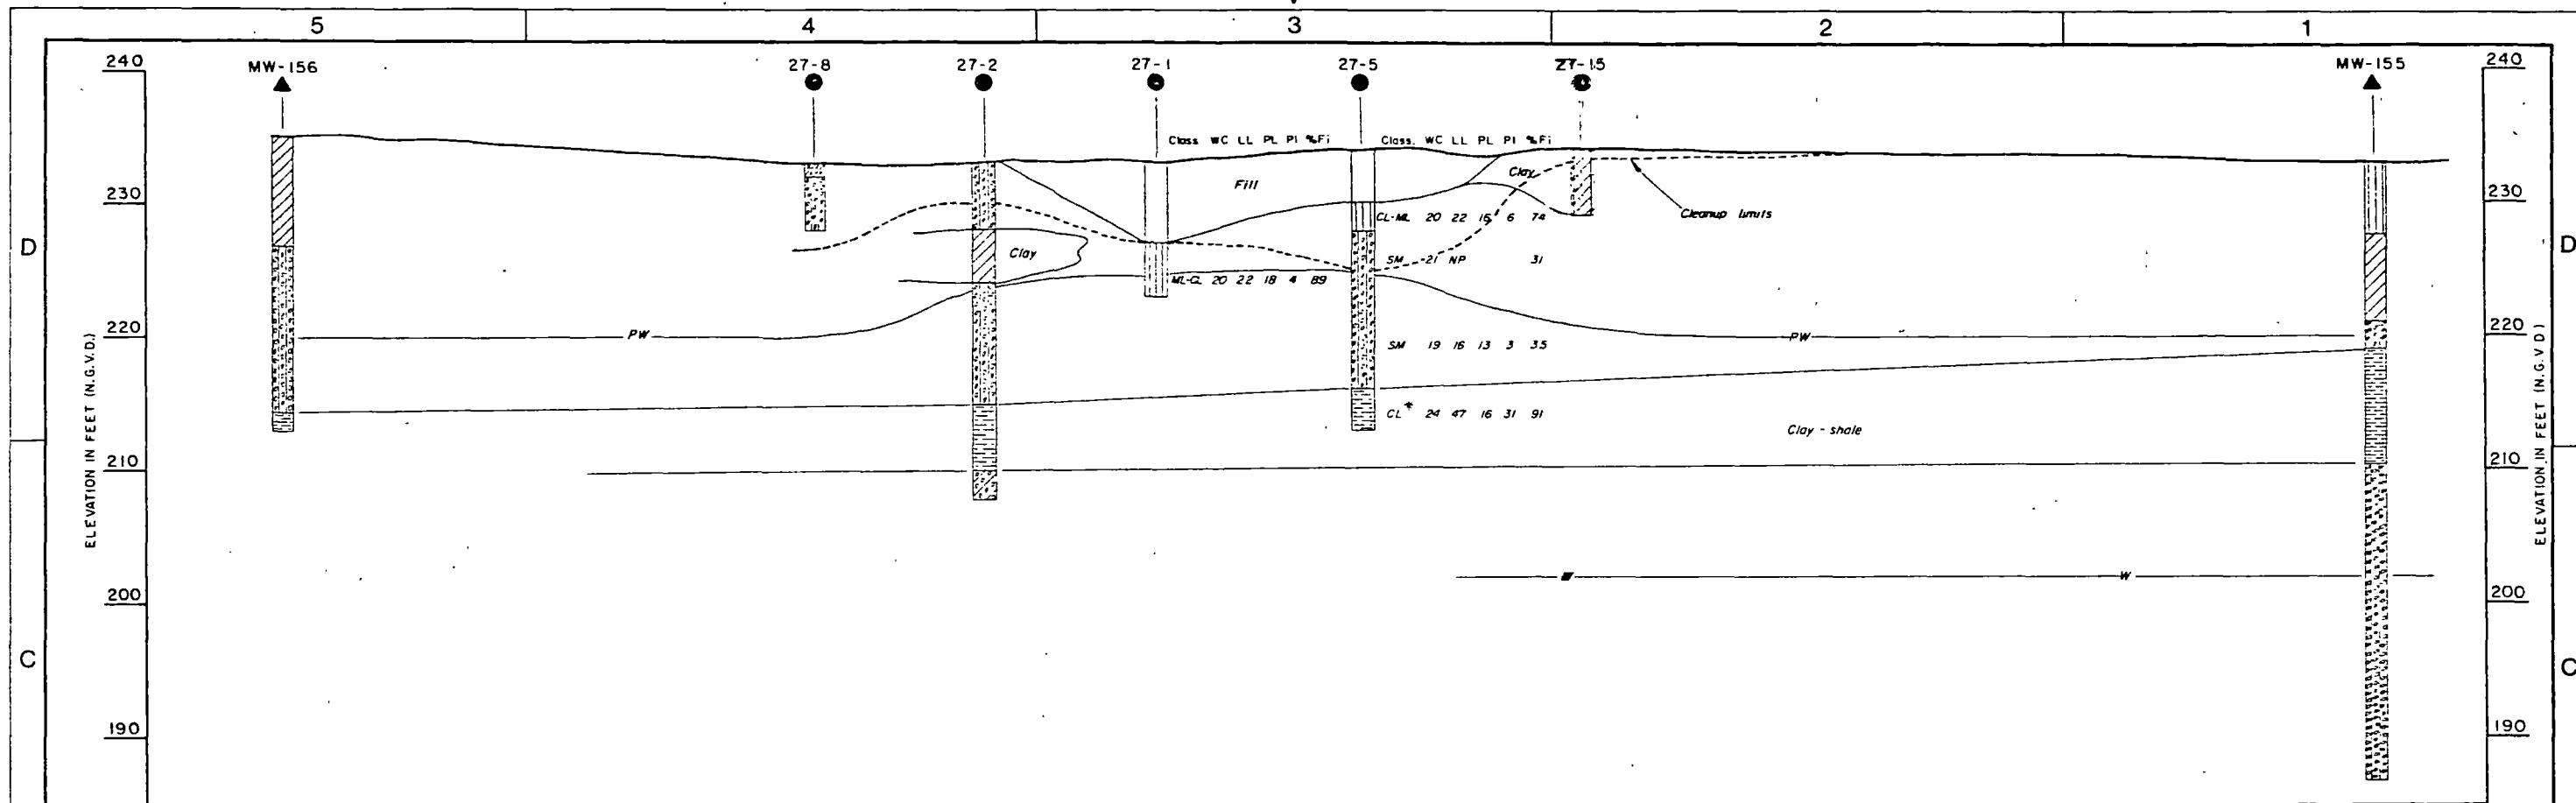 5 4 3 2 1
240 MW-156 27-8 27-2 27-1 27-5 27-15 MW-155 240
Class. WC LL PL PI %Fi Class. WC LL PL PI %Fi
Fill Clay
230 230
CL-ML 20 22 16 6 74 Cleanup limits
D Clay SM 21 NP 31 D
ML-CL 20 22 18 4 89
220 PW PW 220
SM 19 16 13 3 35
CL* 24 47 16 31 91
Clay - shale
210 210
ELEVATION IN FEET (N.G.V.D.) ELEVATION IN FEET (N.G.V.D)
W
200 200
C C
190 190